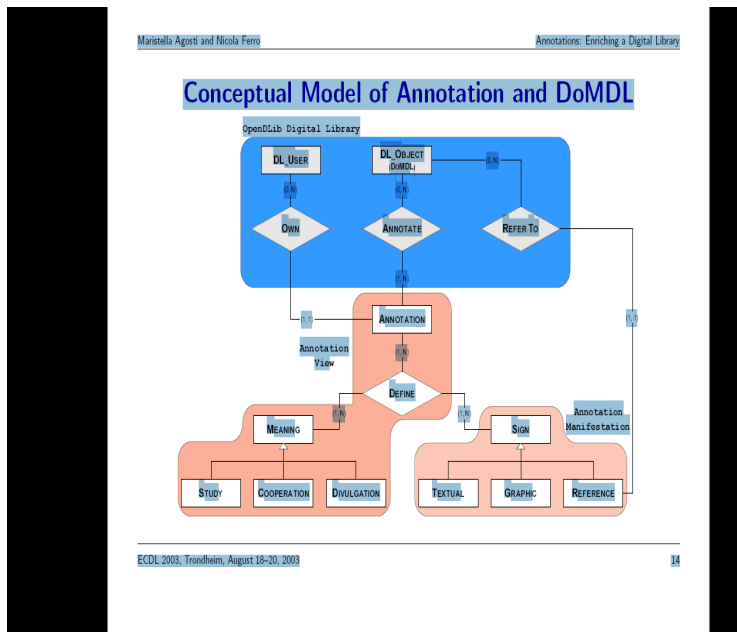 Maristella Agosti and Nicola Ferro Annotations: Enriching a Digital Library
Conceptual Model of Annotation and DoMDL
OpenDLib Digital Library
DL_USER DL_OBJECT
(DoMDL)
(0, N)
(0, N) (0, N)
OWN ANNOTATE REFER TO
(1, N)
(1, 1) ANNOTATION (1, 1)
Annotation
View
(1, N)
DEFINE
(1, N) (1, N)
Annotation
Manifestation
MEANING SIGN
STUDY COOPERATION DIVULGATION TEXTUAL GRAPHIC REFERENCE
ECDL 2003, Trondheim, August 18–20, 2003 14